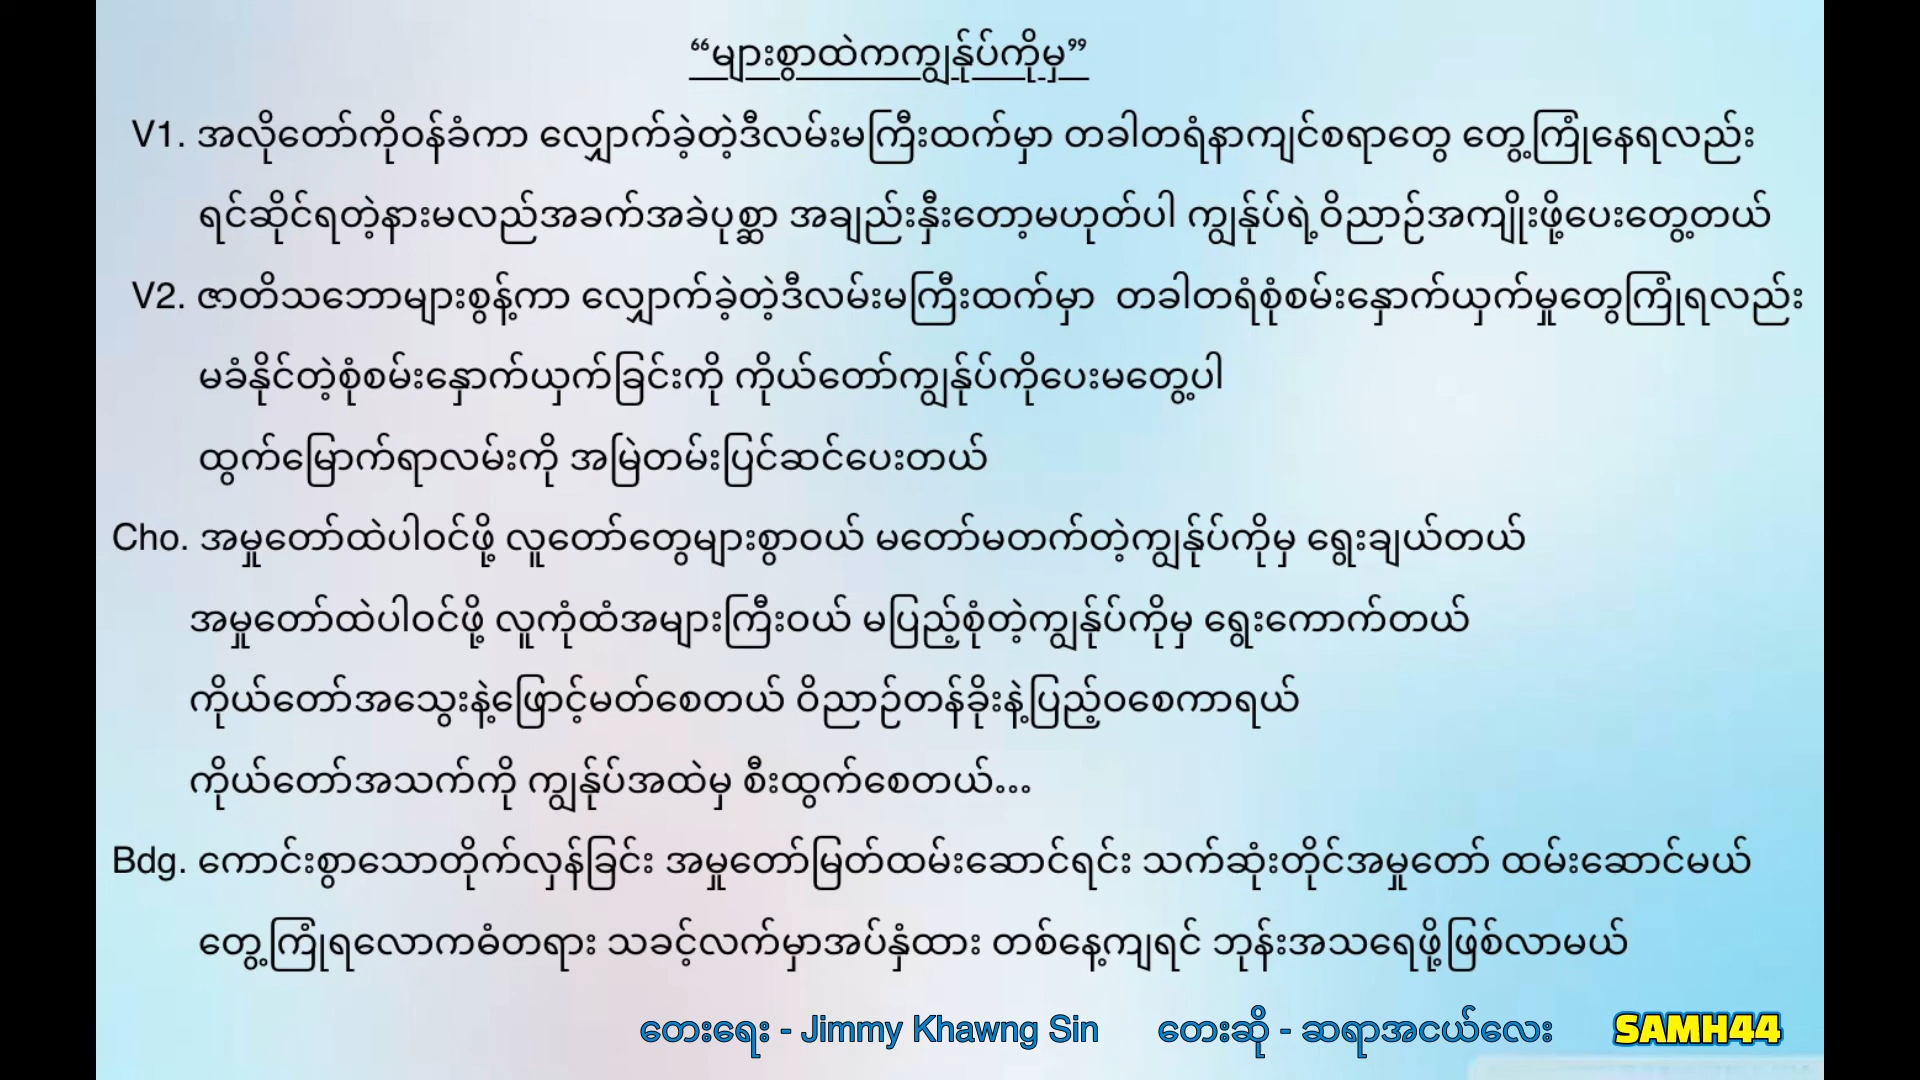 “များစွာထဲကကျွန်ုပ်ကိုမှ”
V1. အလိုတော်ကိုဝန်ခံကာ လျှောက်ခဲ့တဲ့ဒီလမ်းမကြီးထက်မှာ တခါတရံနာကျင်စရာတွေ တွေ့ကြုံနေရလည်း
ရင်ဆိုင်ရတဲ့နားမလည်အခက်အခဲပုစ္ဆာ အချည်းနှီးတော့မဟုတ်ပါ ကျွန်ုပ်ရဲ့ဝိညာဉ်အကျိုးဖို့ပေးတွေ့တယ်
V2. ဇာတိသဘောများစွန့်ကာ လျှောက်ခဲ့တဲ့ဒီလမ်းမကြီးထက်မှာ တခါတရံစုံစမ်းနှောက်ယှက်မှုတွေကြုံရလည်း
မခံနိုင်တဲ့စုံစမ်းနှောက်ယှက်ခြင်းကို ကိုယ်တော်ကျွန်ုပ်ကိုပေးမတွေ့ပါ
ထွက်မြောက်ရာလမ်းကို အမြဲတမ်းပြင်ဆင်ပေးတယ်
Cho. အမှုတော်ထဲပါဝင်ဖို့ လူတော်တွေများစွာဝယ် မတော်မတက်တဲ့ကျွန်ုပ်ကိုမှ ရွေးချယ်တယ်
အမှုတော်ထဲပါဝင်ဖို့ လူကုံထံအများကြီးဝယ် မပြည့်စုံတဲ့ကျွန်ုပ်ကိုမှ ရွေးကောက်တယ်
ကိုယ်တော်အသွေးနဲ့ဖြောင့်မတ်စေတယ် ဝိညာဉ်တန်ခိုးနဲ့ပြည့်ဝစေကာရယ်
ကိုယ်တော်အသက်ကို ကျွန်ုပ်အထဲမှ စီးထွက်စေတယ်...
Bdg. ကောင်းစွာသောတိုက်လှန်ခြင်း အမှုတော်မြတ်ထမ်းဆောင်ရင်း သက်ဆုံးတိုင်အမှုတော် ထမ်းဆောင်မယ်
တွေ့ကြုံရလောကဓံတရား သခင့်လက်မှာအပ်နှံထား တစ်နေ့ကျရင် ဘုန်းအသရေဖို့ဖြစ်လာမယ်
တေးရေး - Jimmy Khawng Sin တေးဆို - ဆရာအငယ်လေး SAMH44